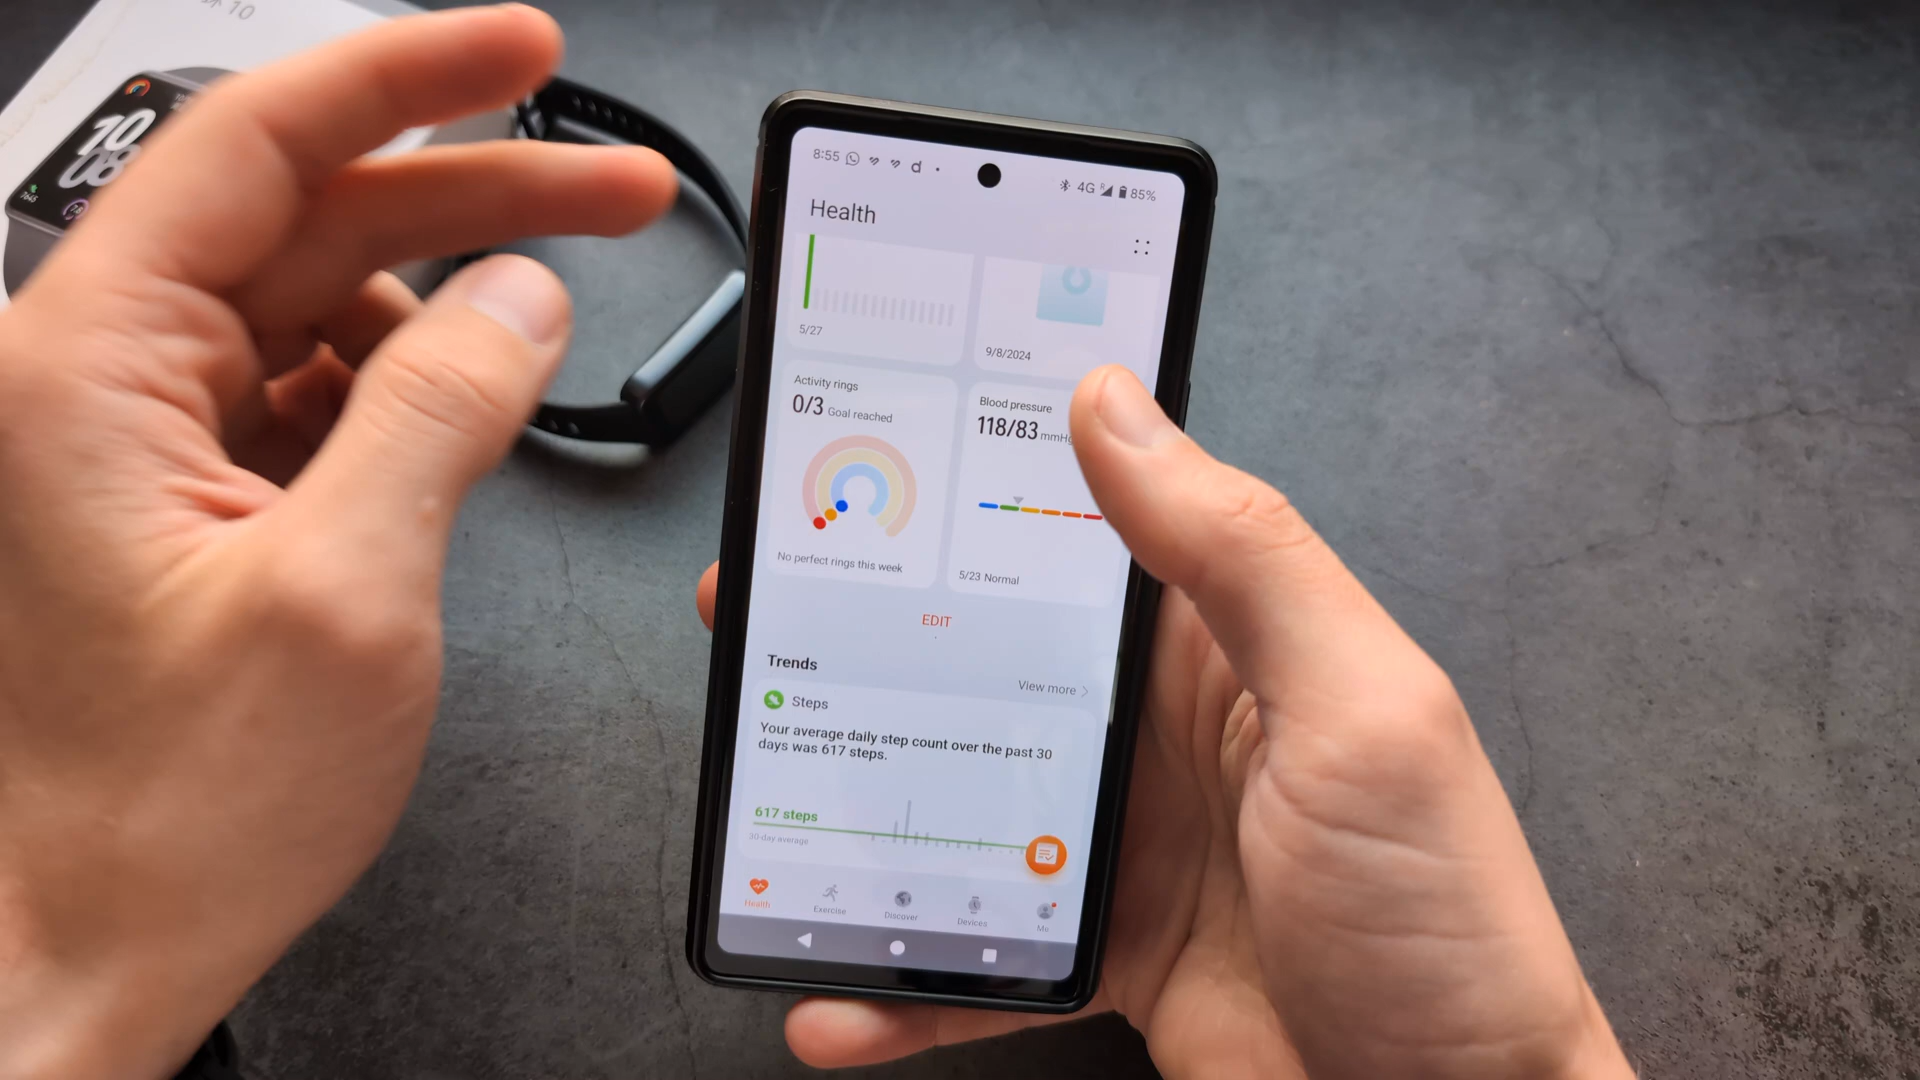 10
10
08
7645
8:55
d
4G R 85%
Health
5/27
9/8/2024
Activity rings
0/3 Goal reached
No perfect rings this week
Blood pressure
118/83 mmHg
5/23 Normal
EDIT
Trends
View more >
Steps
Your average daily step count over the past 30
days was 617 steps.
617 steps
30-day average
Health
Exercise
Discover
Devices
Me